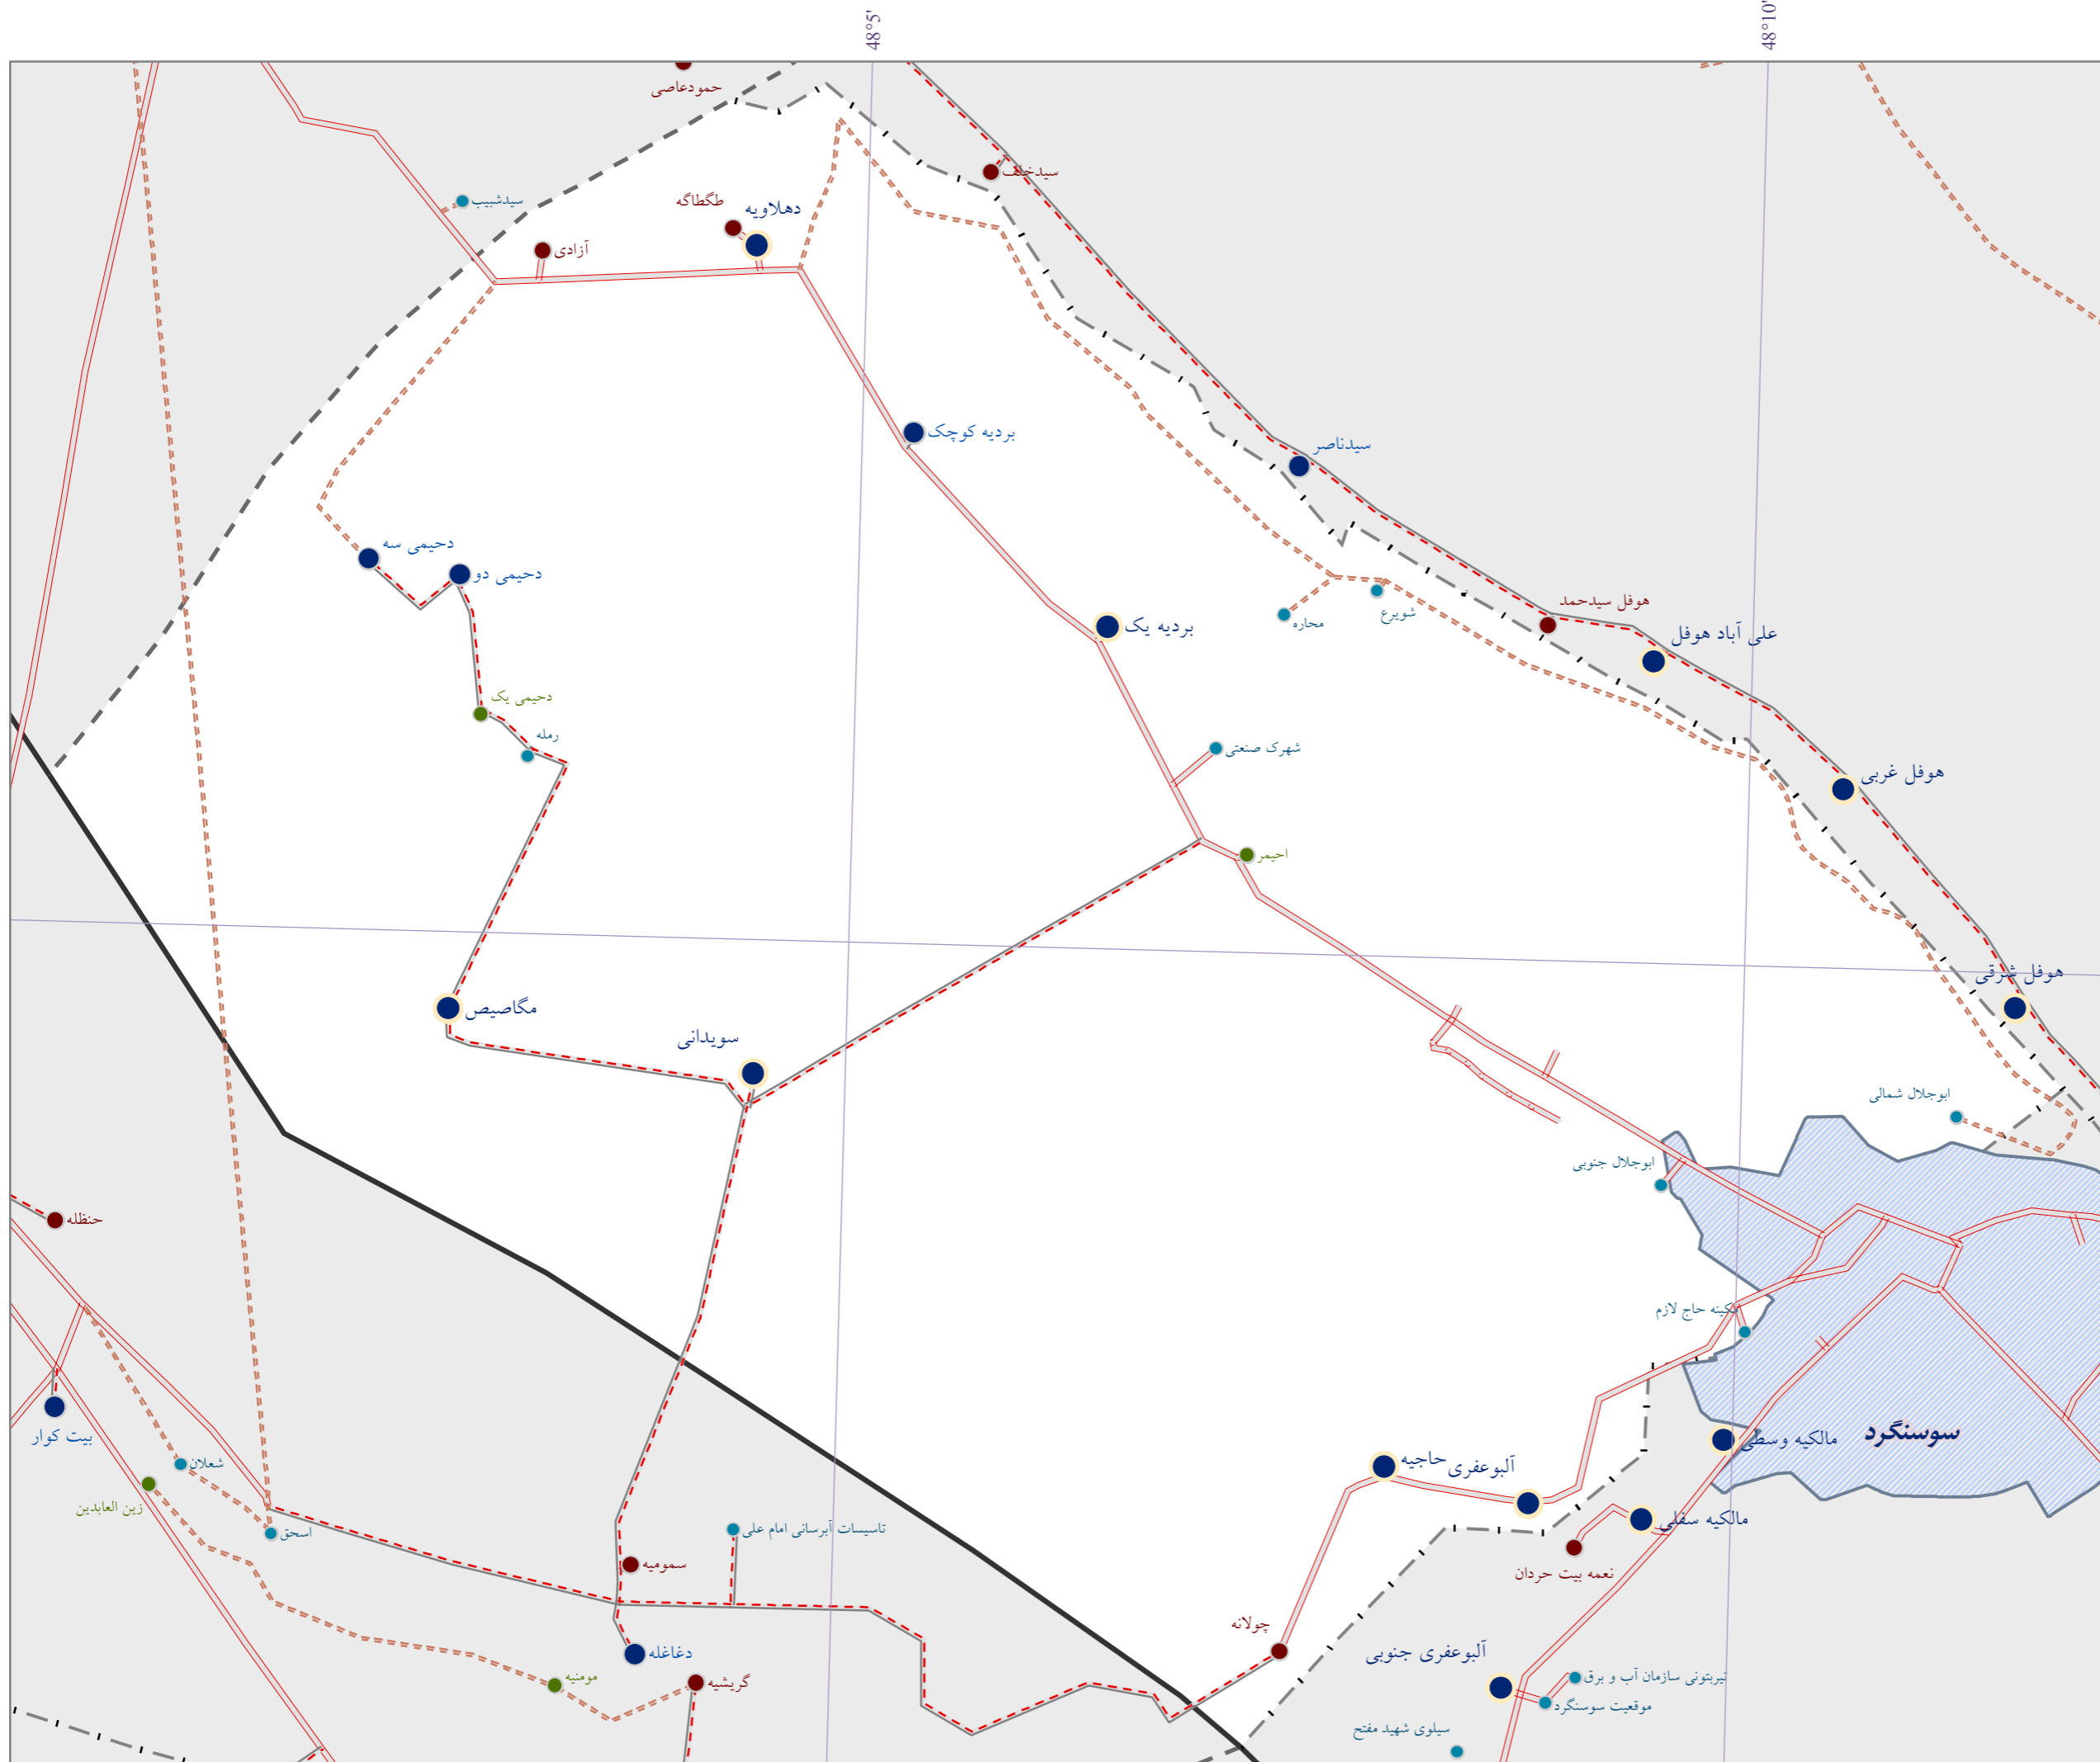 48°5'
48°10'
حمودعاصی
سیدخلف
سیدشبیب
طگطاگه
دهلاویه
آزادی
بردیه کوچک
سیدناصر
دحیمی سه
دحیمی دو
هوفل سیدحمد
شویرع
محاره
بردیه یک
علی آباد هوفل
دحیمی یک
رمله
شهرک صنعتی
هوفل غربی
احیمر
هوفل شرقی
مگاصیص
سویدانی
ابوجلال شمالی
ابوجلال جنوبی
حنظله
مکینه حاج لازم
بیت کوار
سوسنگرد
مالکیه وسطی
شعلان
حاجیه
آلبوعفری
زین العابدین
اسحق
تاسیسات آبرسانی امام علی
مالکیه سفلی
سمومیه
نعمه بیت حردان
چولانه
دغاغله
آلبوعفری جنوبی
مومنیه
گریشیه
تیربتونی سازمان آب و برق
موقعیت سوسنگرد
سیلوی شهید مفتح